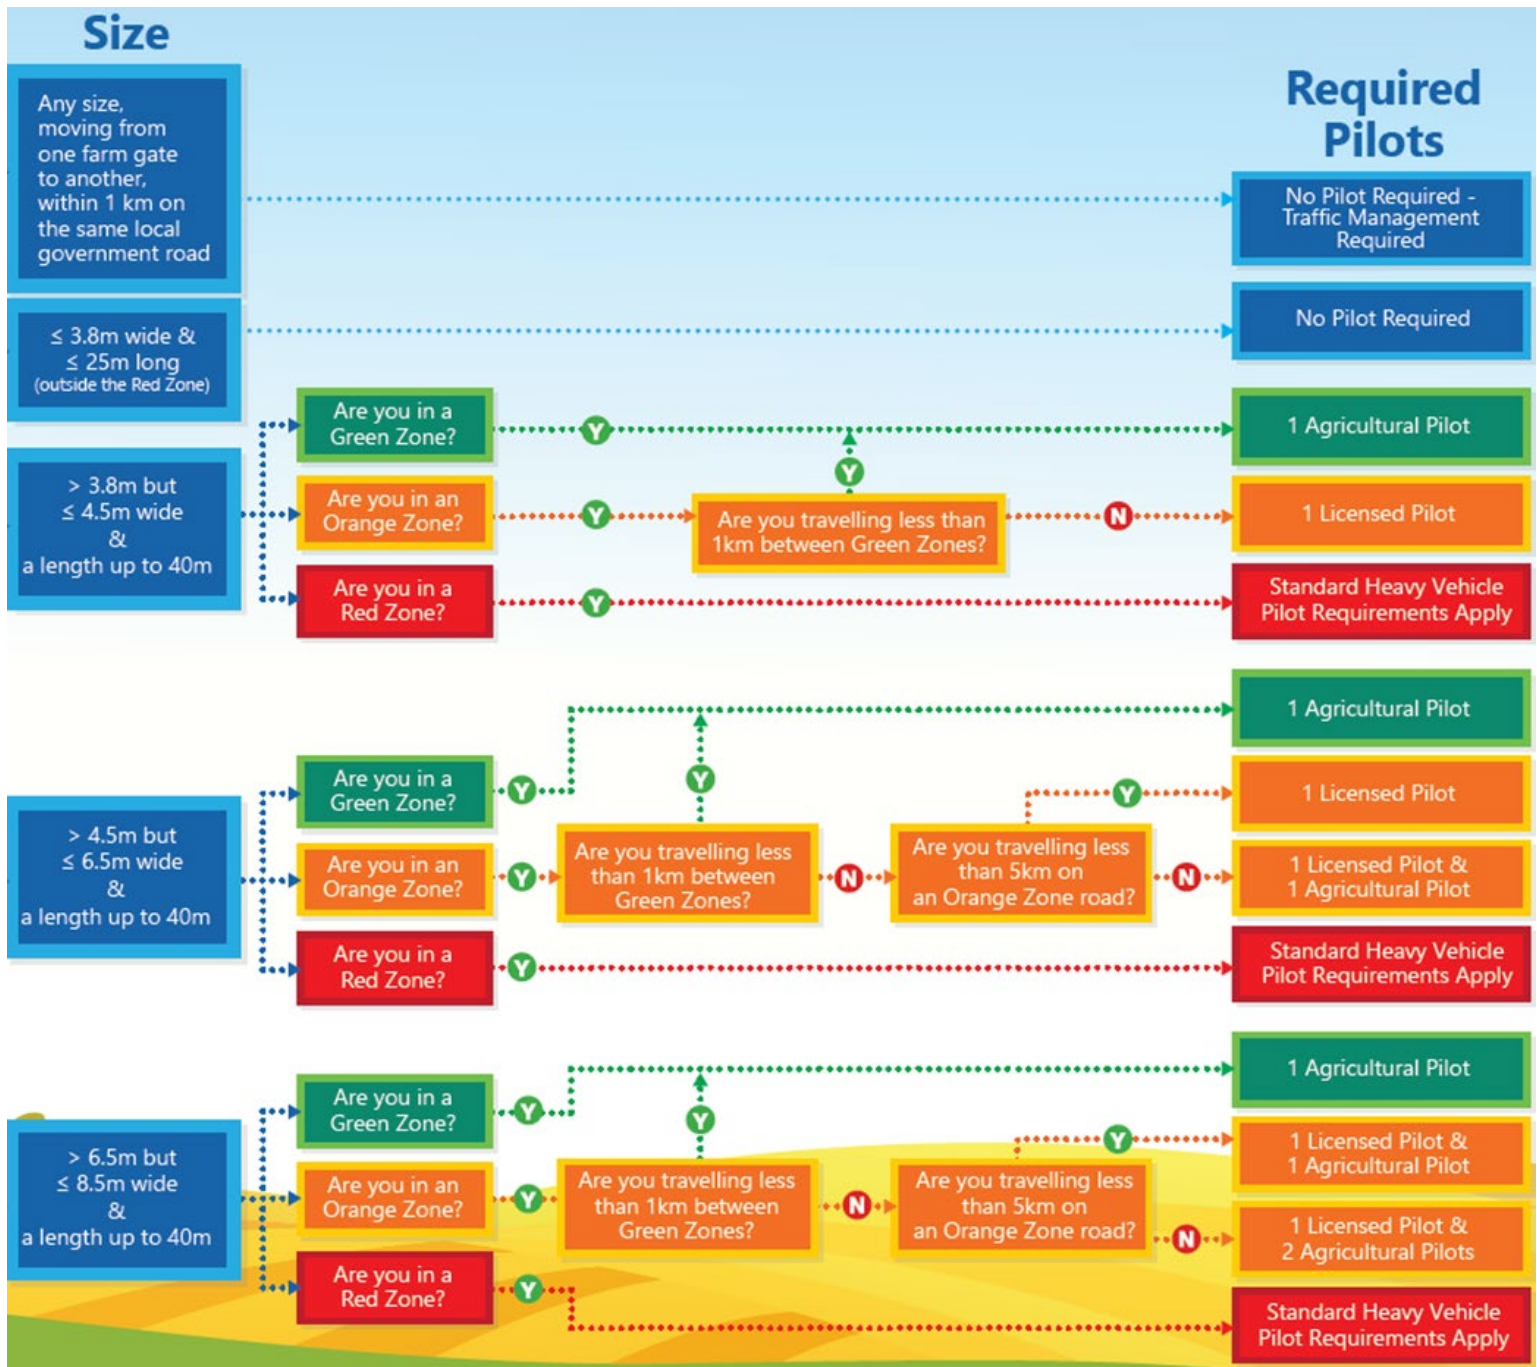 Size
Any size,
moving from
one farm gate
to another,
within 1 km on
the same local
government road
Required
Pilots
No Pilot Required -
Traffic Management
Required
≤ 3.8m wide &
≤ 25m long
(outside the Red Zone)
No Pilot Required
> 3.8m but
≤ 4.5m wide
&
a length up to 40m
Are you in a
Green Zone?
Y
1 Agricultural Pilot
Are you in an
Orange Zone?
Y
Are you travelling less than
1km between Green Zones?
Y
N
1 Licensed Pilot
Are you in a
Red Zone?
Y
Standard Heavy Vehicle
Pilot Requirements Apply
> 4.5m but
≤ 6.5m wide
&
a length up to 40m
Are you in a
Green Zone?
Y
1 Agricultural Pilot
Are you in an
Orange Zone?
Y
Are you travelling less
than 1km between
Green Zones?
Y
N
Are you travelling less
than 5km on
an Orange Zone road?
Y
1 Licensed Pilot
N
1 Licensed Pilot &
1 Agricultural Pilot
Are you in a
Red Zone?
Y
Standard Heavy Vehicle
Pilot Requirements Apply
> 6.5m but
≤ 8.5m wide
&
a length up to 40m
Are you in a
Green Zone?
Y
1 Agricultural Pilot
Are you in an
Orange Zone?
Y
Are you travelling less
than 1km between
Green Zones?
Y
N
Are you travelling less
than 5km on
an Orange Zone road?
Y
1 Licensed Pilot &
1 Agricultural Pilot
N
1 Licensed Pilot &
2 Agricultural Pilots
Are you in a
Red Zone?
Y
Standard Heavy Vehicle
Pilot Requirements Apply